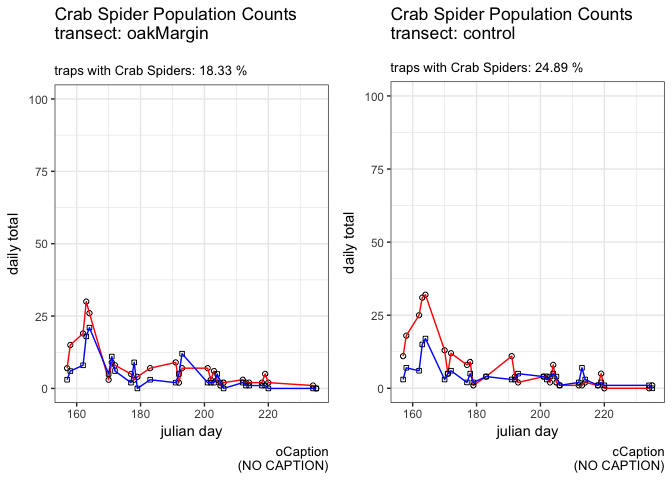 Crab Spider Population Counts
transect: oakMargin
traps with Crab Spiders: 18.33 %
100
75
50
25
0
daily total
160
180
200
220
julian day
oCaption
(NO CAPTION)
Crab Spider Population Counts
transect: control
traps with Crab Spiders: 24.89 %
100
75
50
25
0
daily total
160
180
200
220
julian day
cCaption
(NO CAPTION)